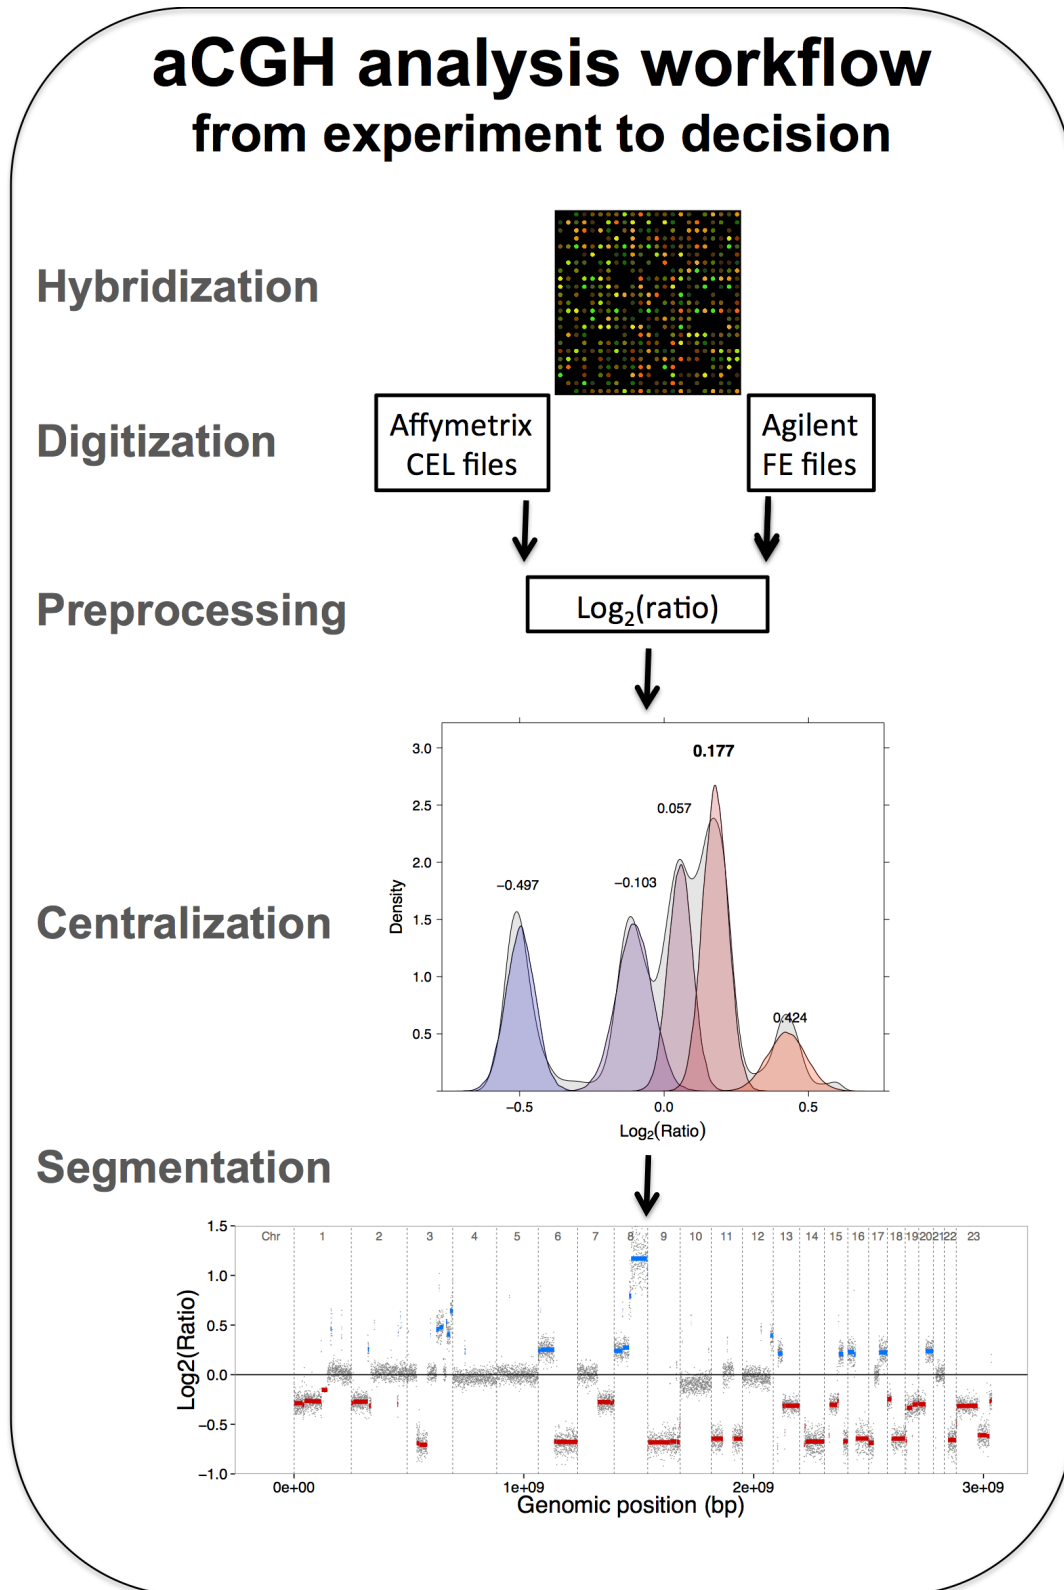 aCGH analysis workflow
from experiment to decision
Hybridization
Digitization
Affymetrix
CEL files
Agilent
FE files
Preprocessing
Log₂(ratio)
Centralization
3.0
2.5
2.0
1.5
1.0
0.5
Density
0.177
0.057
−0.103
−0.497
0.424
−0.5
0.0
0.5
Log₂(Ratio)
Segmentation
Log2(Ratio)
1.5
1.0
0.5
0.0
−0.5
−1.0
Chr 1 2 3 4 5 6 7 8 9 10 11 12 13 14 15 16 17 18 19 20 21 22 23
0e+00 1e+09 2e+09 3e+09
Genomic position (bp)